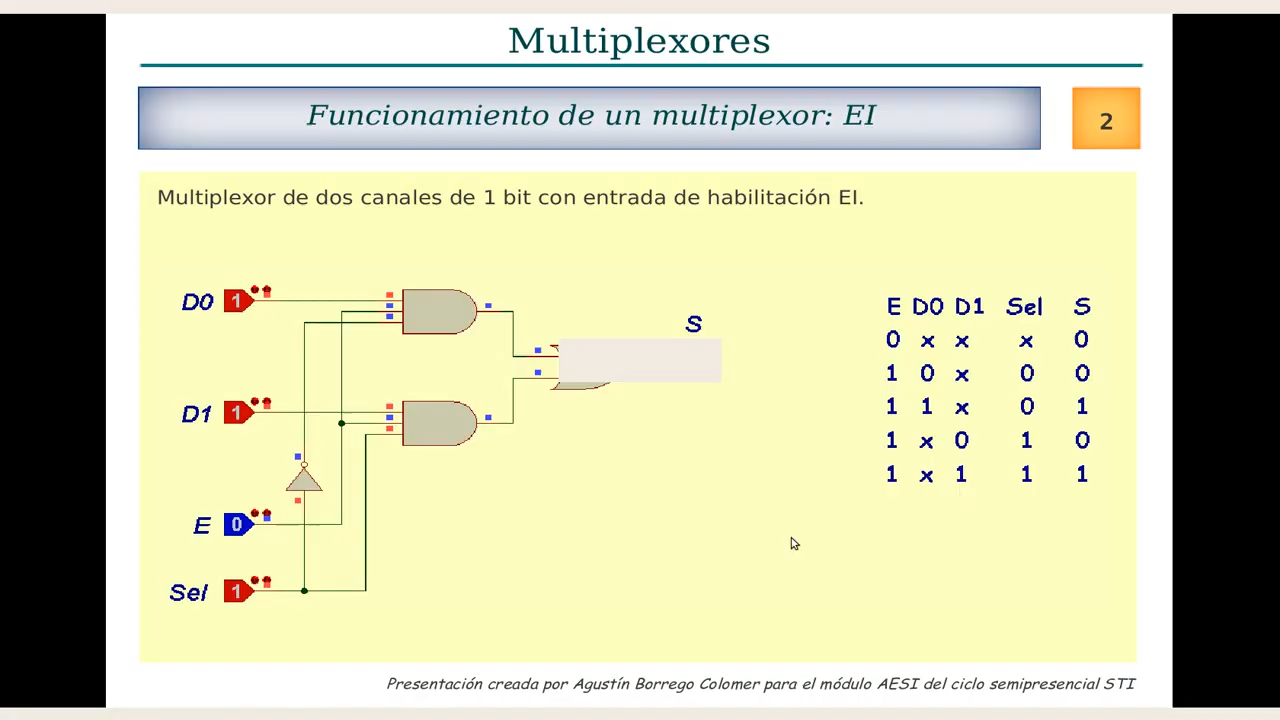 Multiplexores
Funcionamiento de un multiplexor: EI
2
Multiplexor de dos canales de 1 bit con entrada de habilitación EI.
D0 1
S
D1 1
E 0
Sel 1
E D0 D1 Sel S
0 x x x 0
1 0 x 0 0
1 1 x 0 1
1 x 0 1 0
1 x 1 1 1
Presentación creada por Agustín Borrego Colomer para el módulo AESI del ciclo semipresencial STI